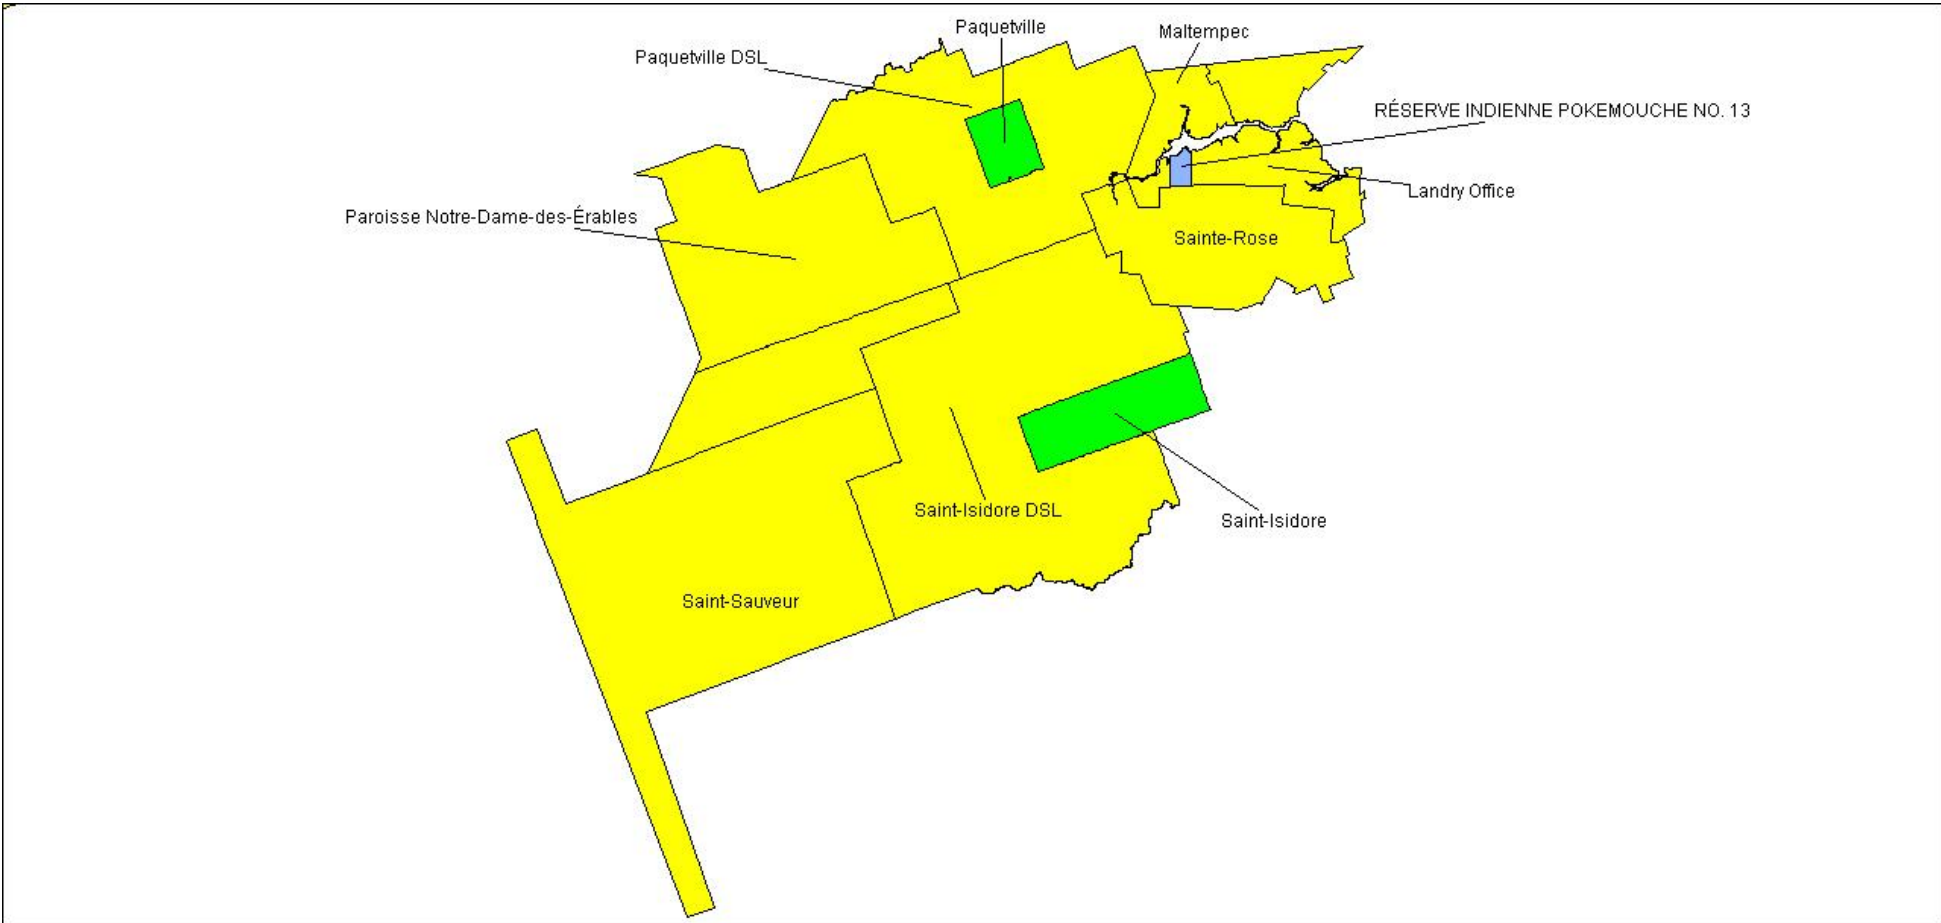 Paquetville
Maltempec
Paquetville DSL
RÉSERVE INDIENNE POKEMOUCHE NO. 13
Landry Office
Paroisse Notre-Dame-des-Érables
Sainte-Rose
Saint-Isidore DSL
Saint-Isidore
Saint-Sauveur